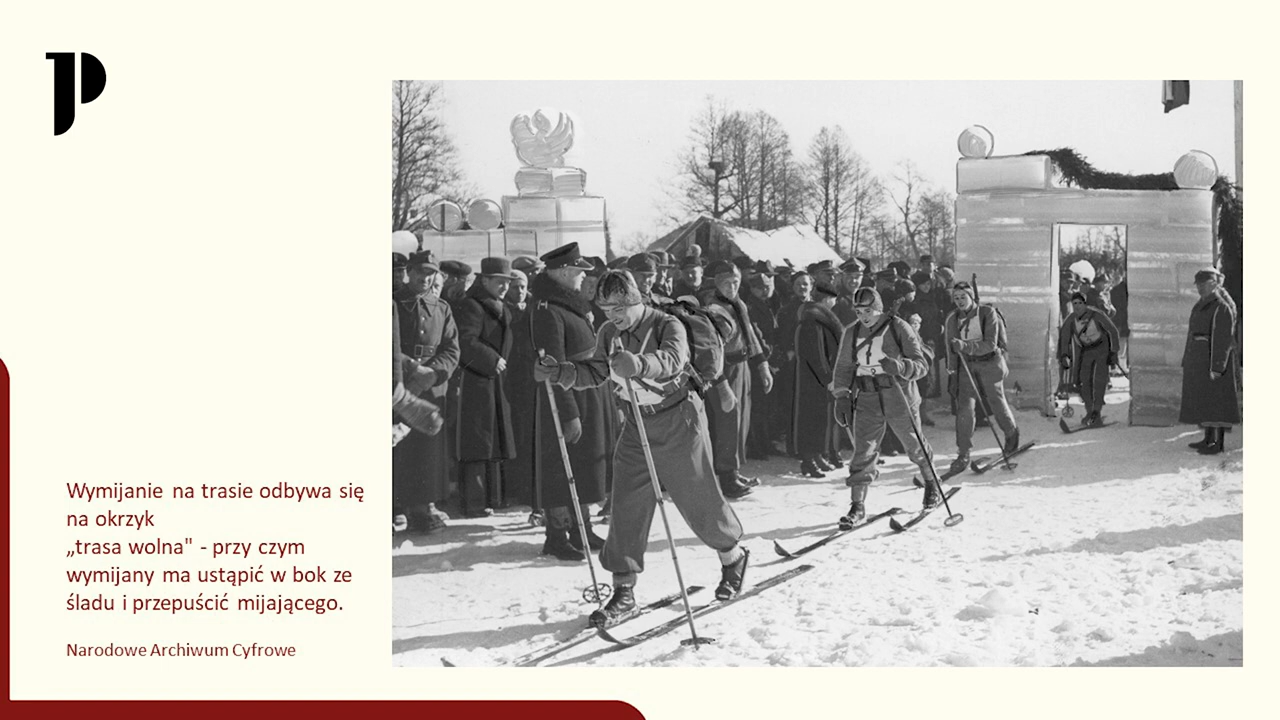 Wymijanie na trasie odbywa się
na okrzyk
„trasa wolna" - przy czym
wymijany ma ustąpić w bok ze
śladu i przepuścić mijającego.
Narodowe Archiwum Cyfrowe